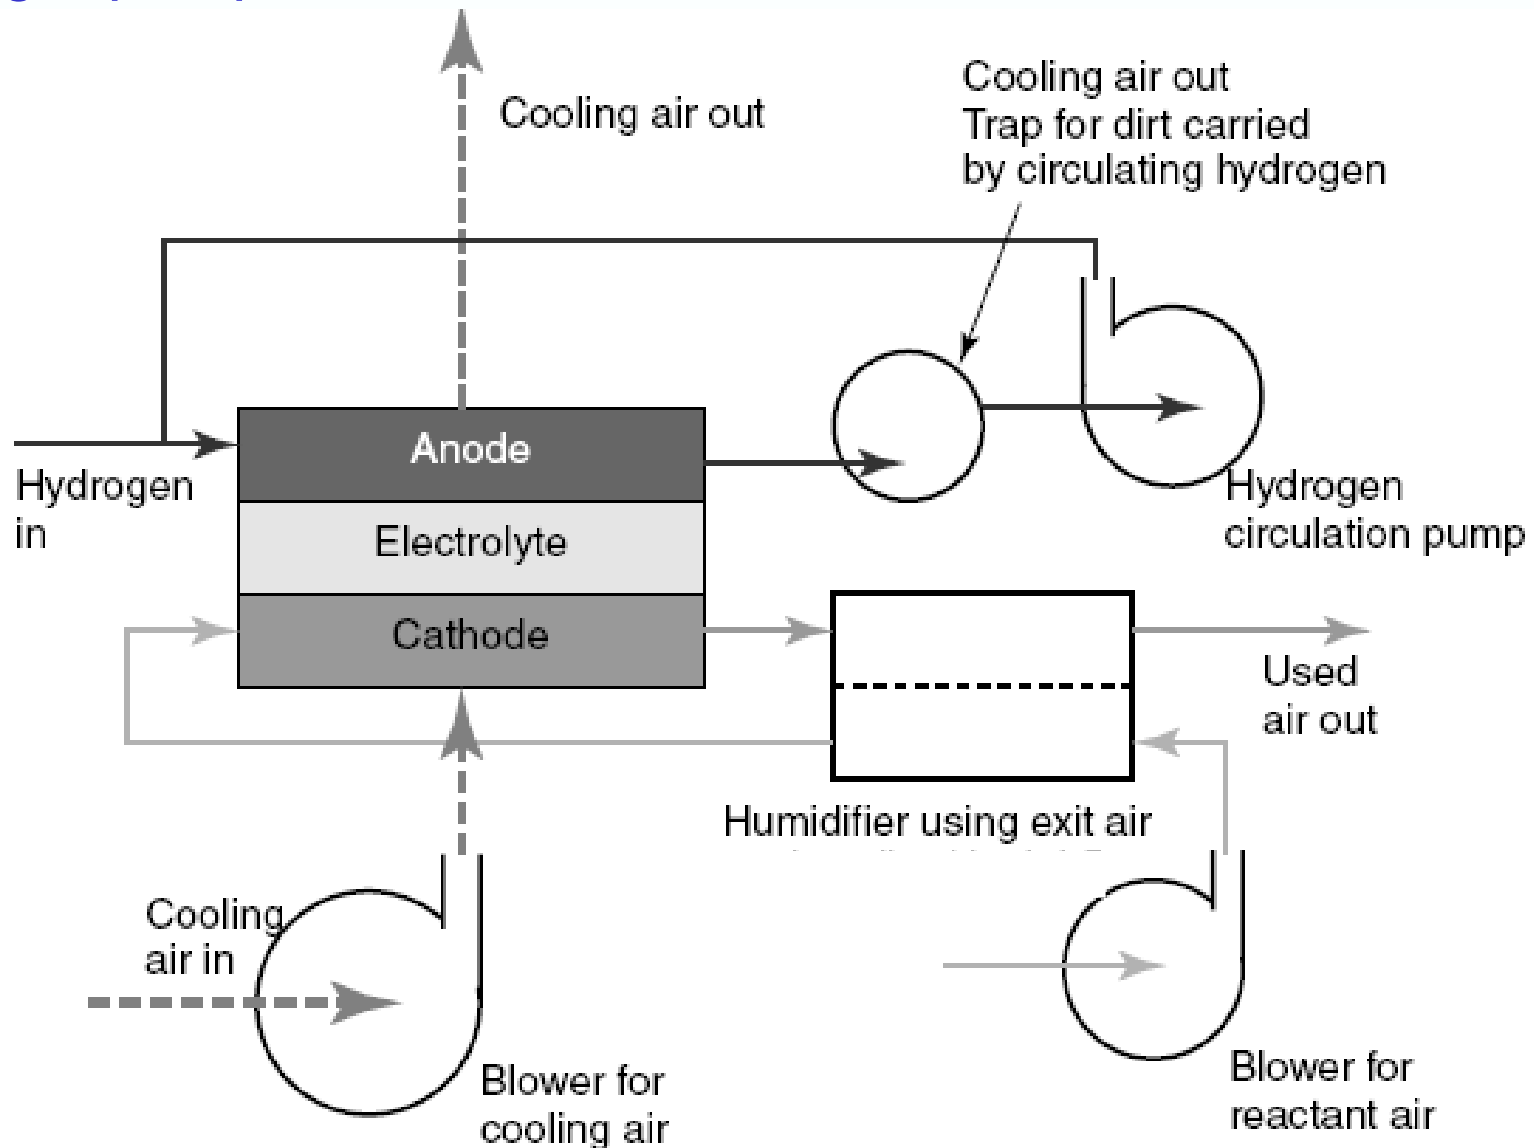 Cooling air out
Cooling air out
Trap for dirt carried
by circulating hydrogen
Anode
Hydrogen
in
Electrolyte
Hydrogen
circulation pump
Cathode
Used
air out
Humidifier using exit air
Cooling
air in
Blower for
cooling air
Blower for
reactant air